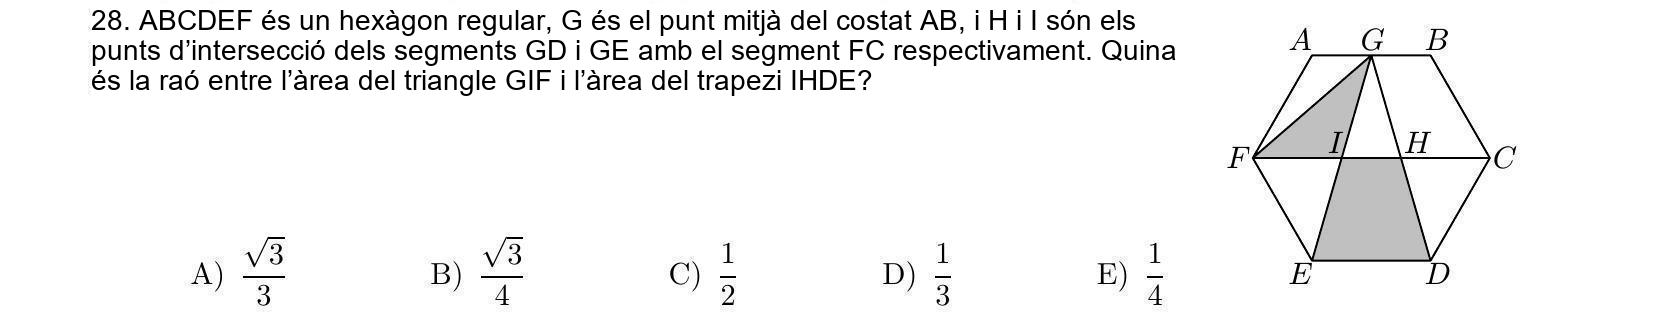 28. ABCDEF és un hexàgon regular, G és el punt mitjà del costat AB, i H i I són els
punts d’intersecció dels segments GD i GE amb el segment FC respectivament. Quina
és la raó entre l’àrea del triangle GIF i l’àrea del trapezi IHDE?
A G B
F I H C
E D
A) √3/3 B) √3/4 C) 1/2 D) 1/3 E) 1/4